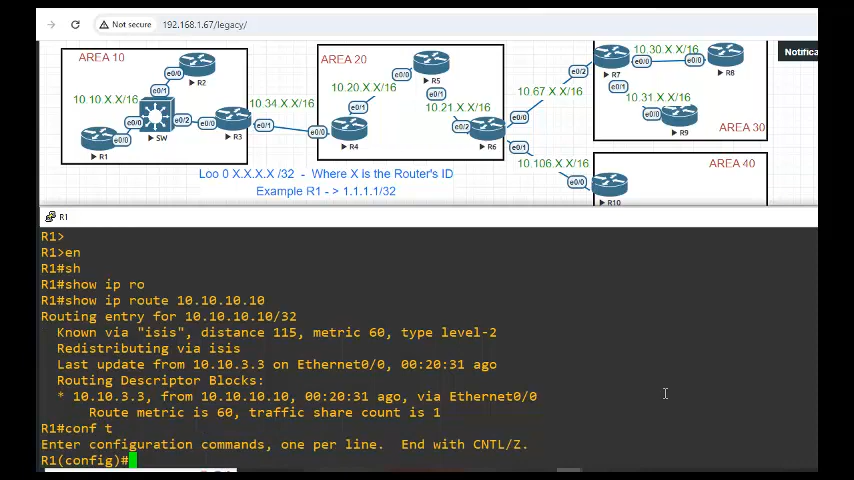 Not secure 192.168.1.67/legacy/
AREA 10
R2
e0/0
e0/1
10.10.X X/16
e0/0
e0/2
e0/0
e0/0
R1
SW
R3
10.34 X X/16
e0/1
e0/0
AREA 20
R5
e0/0
10.20.X X/16
e0/1
e0/1
10.21 X X/16
e0/2
R4
R6
e0/0
e0/1
10.67 X X/16
e0/2
10.30.X X/16
R7
e0/0
e0/0
R8
e0/1
10.31.X X/16
e0/0
R9
AREA 30
10.106.X X/16
AREA 40
e0/0
R10
Notifica
Loo 0 X.X.X.X /32 - Where X is the Router's ID
Example R1 - > 1.1.1.1/32
R1
R1>
R1>en
R1#sh
R1#show ip ro
R1#show ip route 10.10.10.10
Routing entry for 10.10.10.10/32
Known via "isis", distance 115, metric 60, type level-2
Redistributing via isis
Last update from 10.10.3.3 on Ethernet0/0, 00:20:31 ago
Routing Descriptor Blocks:
* 10.10.3.3, from 10.10.10.10, 00:20:31 ago, via Ethernet0/0
Route metric is 60, traffic share count is 1
R1#conf t
Enter configuration commands, one per line. End with CNTL/Z.
R1(config)#